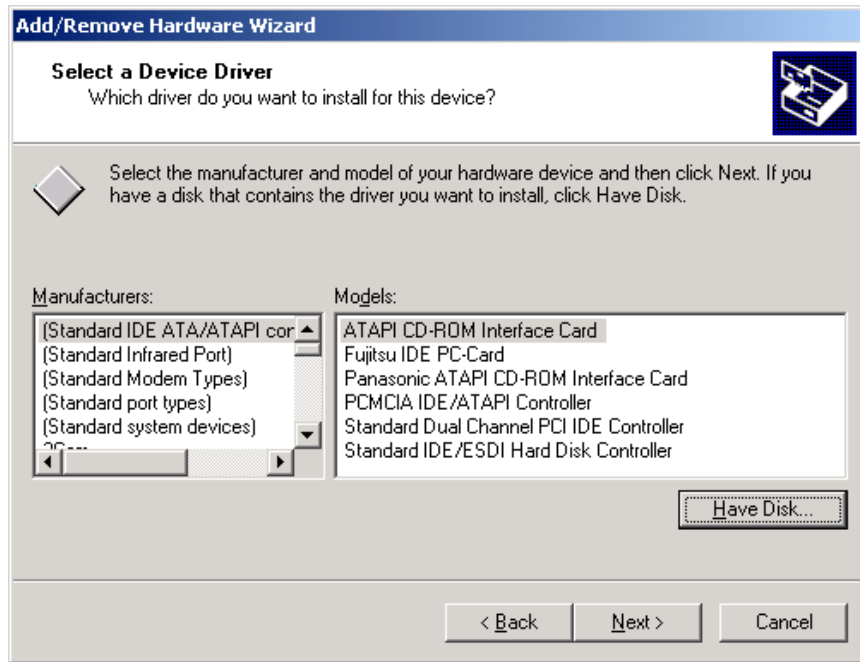 Add/Remove Hardware Wizard
Select a Device Driver
Which driver do you want to install for this device?
Select the manufacturer and model of your hardware device and then click Next. If you
have a disk that contains the driver you want to install, click Have Disk.
Manufacturers:
(Standard IDE ATA/ATAPI con
(Standard Infrared Port)
(Standard Modem Types)
(Standard port types)
(Standard system devices)
Models:
ATAPI CD-ROM Interface Card
Fujitsu IDE PC-Card
Panasonic ATAPI CD-ROM Interface Card
PCMCIA IDE/ATAPI Controller
Standard Dual Channel PCI IDE Controller
Standard IDE/ESDI Hard Disk Controller
Have Disk...
< Back
Next >
Cancel